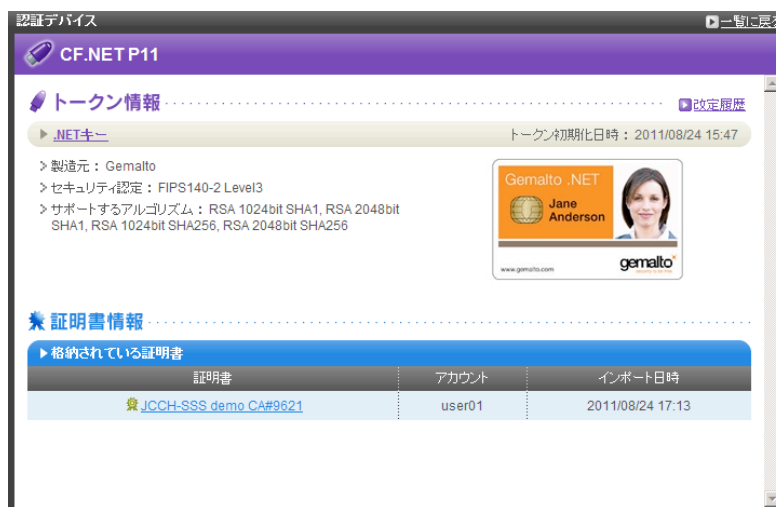 認証デバイス
一覧に戻る
CF.NET P11
トークン情報
改定履歴
.NETキー
トークン初期化日時： 2011/08/24 15:47
製造元： Gemalto
セキュリティ認定： FIPS140-2 Level3
サポートするアルゴリズム： RSA 1024bit SHA1, RSA 2048bit
SHA1, RSA 1024bit SHA256, RSA 2048bit SHA256
Gemalto .NET
Jane
Anderson
www.gemalto.com
gemalto
証明書情報
格納されている証明書
証明書 アカウント インポート日時
JCCH-SSS demo CA#9621 user01 2011/08/24 17:13